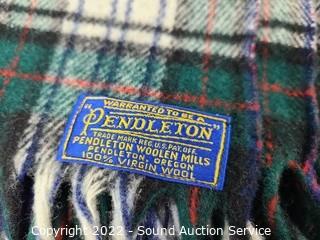 WARRANTED TO BE A
"PENDLETON"
TRADE MARK REG. U.S. PAT. OFF.
PENDLETON WOOLEN MILLS
PENDLETON, OREGON
100% VIRGIN WOOL
Copyright 2022 - Sound Auction Service